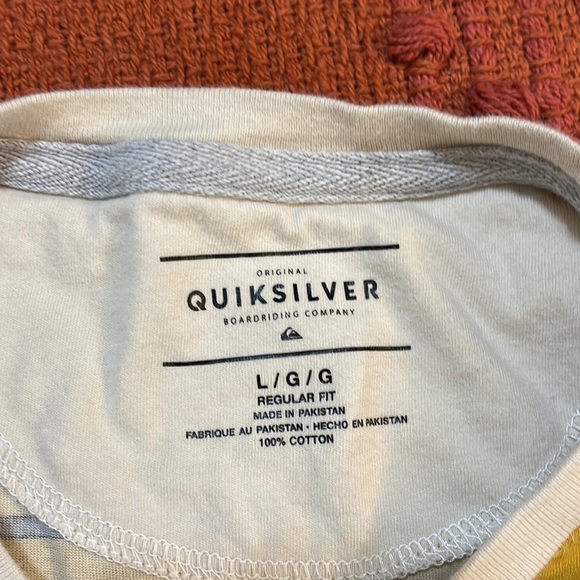 ORIGINAL
QUIKSILVER
BOARDRIDING COMPANY
L / G / G
REGULAR FIT
MADE IN PAKISTAN
FABRIQUE AU PAKISTAN • HECHO EN PAKISTAN
100% COTTON